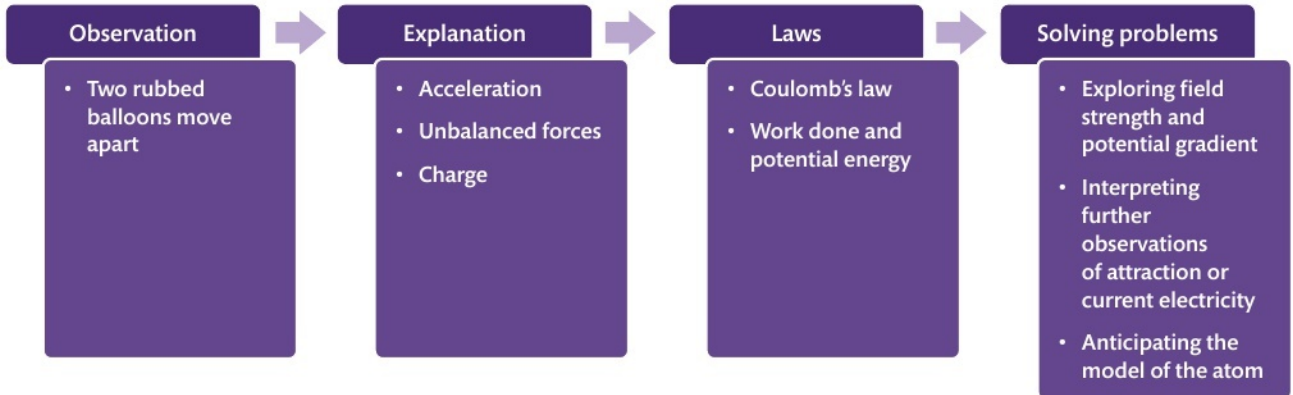 Observation
• Two rubbed
balloons move
apart
Explanation
• Acceleration
• Unbalanced forces
• Charge
Laws
• Coulomb's law
• Work done and
potential energy
Solving problems
• Exploring field
strength and
potential gradient
• Interpreting
further
observations
of attraction or
current electricity
• Anticipating the
model of the atom